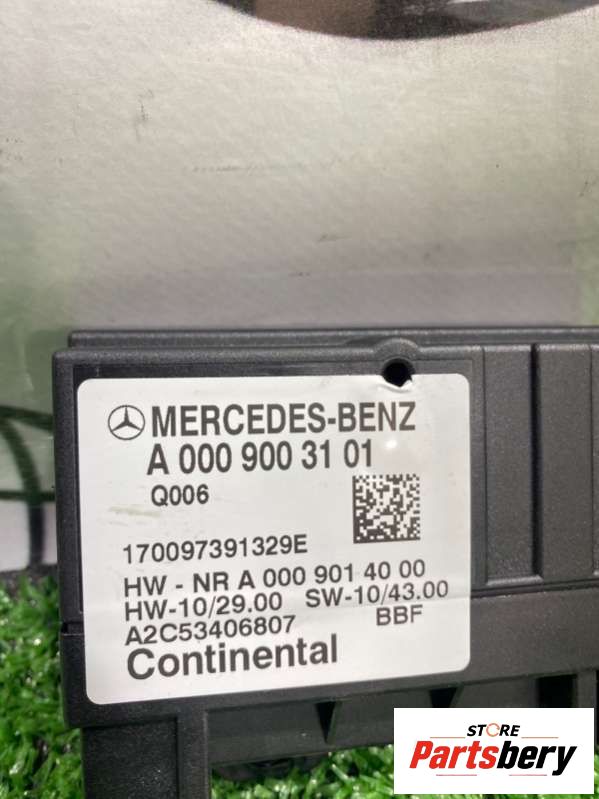 MERCEDES-BENZ
A 000 900 31 01
Q006
170097391329E
HW - NR A 000 901 40 00
HW-10/29.00 SW-10/43.00
A2C53406807 BBF
Continental
STORE
Partsbery